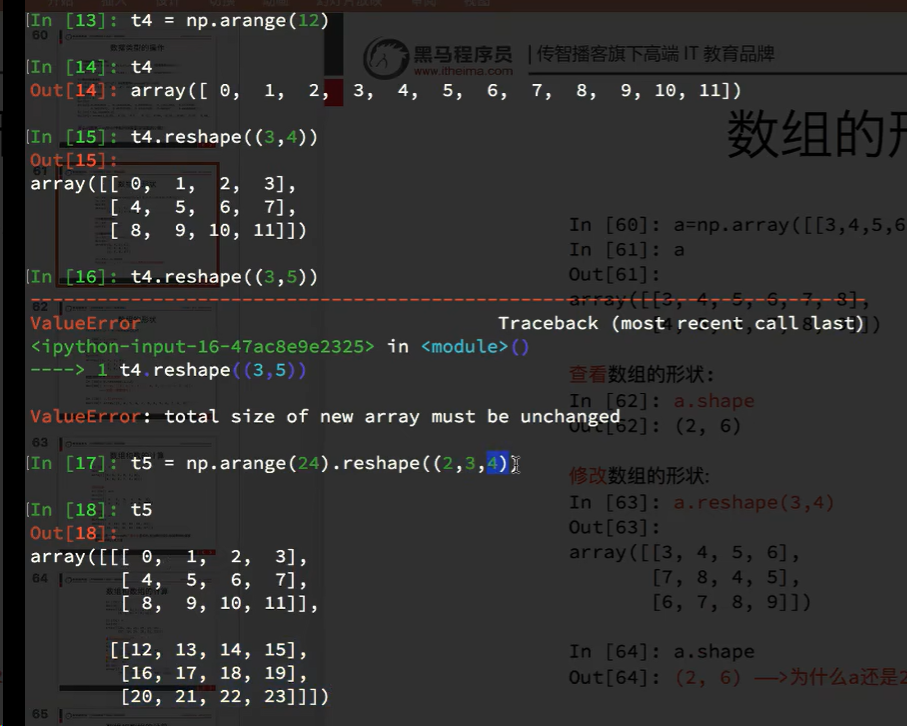 In [13]: t4 = np.arange(12)
In [14]: t4
Out[14]: array([ 0,  1,  2,  3,  4,  5,  6,  7,  8,  9, 10, 11])
In [15]: t4.reshape((3,4))
Out[15]:
array([[ 0,  1,  2,  3],
       [ 4,  5,  6,  7],
       [ 8,  9, 10, 11]])
In [16]: t4.reshape((3,5))
---------------------------------------------------------------------------
ValueError                                Traceback (most recent call last)
<ipython-input-16-47ac8e9e2325> in <module>()
----> 1 t4.reshape((3,5))
ValueError: total size of new array must be unchanged
In [17]: t5 = np.arange(24).reshape((2,3,4))
In [18]: t5
Out[18]:
array([[[ 0,  1,  2,  3],
        [ 4,  5,  6,  7],
        [ 8,  9, 10, 11]],
       [[12, 13, 14, 15],
        [16, 17, 18, 19],
        [20, 21, 22, 23]]])
60
61
62
63
64
65
黑马程序员
www.itheima.com
传智播客旗下高端 IT 教育品牌
数组的形
In [60]: a=np.array([[3,4,5,6
In [61]: a
Out[61]:
array([[3, 4, 5, 6, 7, 8],
查看数组的形状:
In [62]: a.shape
Out[62]: (2, 6)
修改数组的形状:
In [63]: a.reshape(3,4)
Out[63]:
array([[3, 4, 5, 6],
       [7, 8, 4, 5],
       [6, 7, 8, 9]])
In [64]: a.shape
Out[64]: (2, 6) ——>为什么a还是2